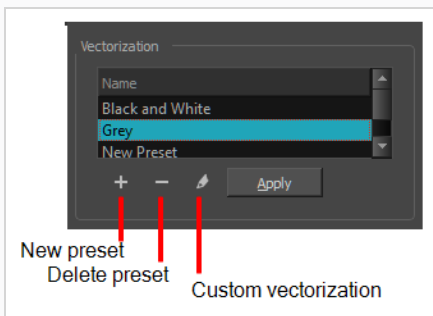 Vectorization
Name
Black and White
Grey
New Preset
Apply
New preset
Delete preset
Custom vectorization